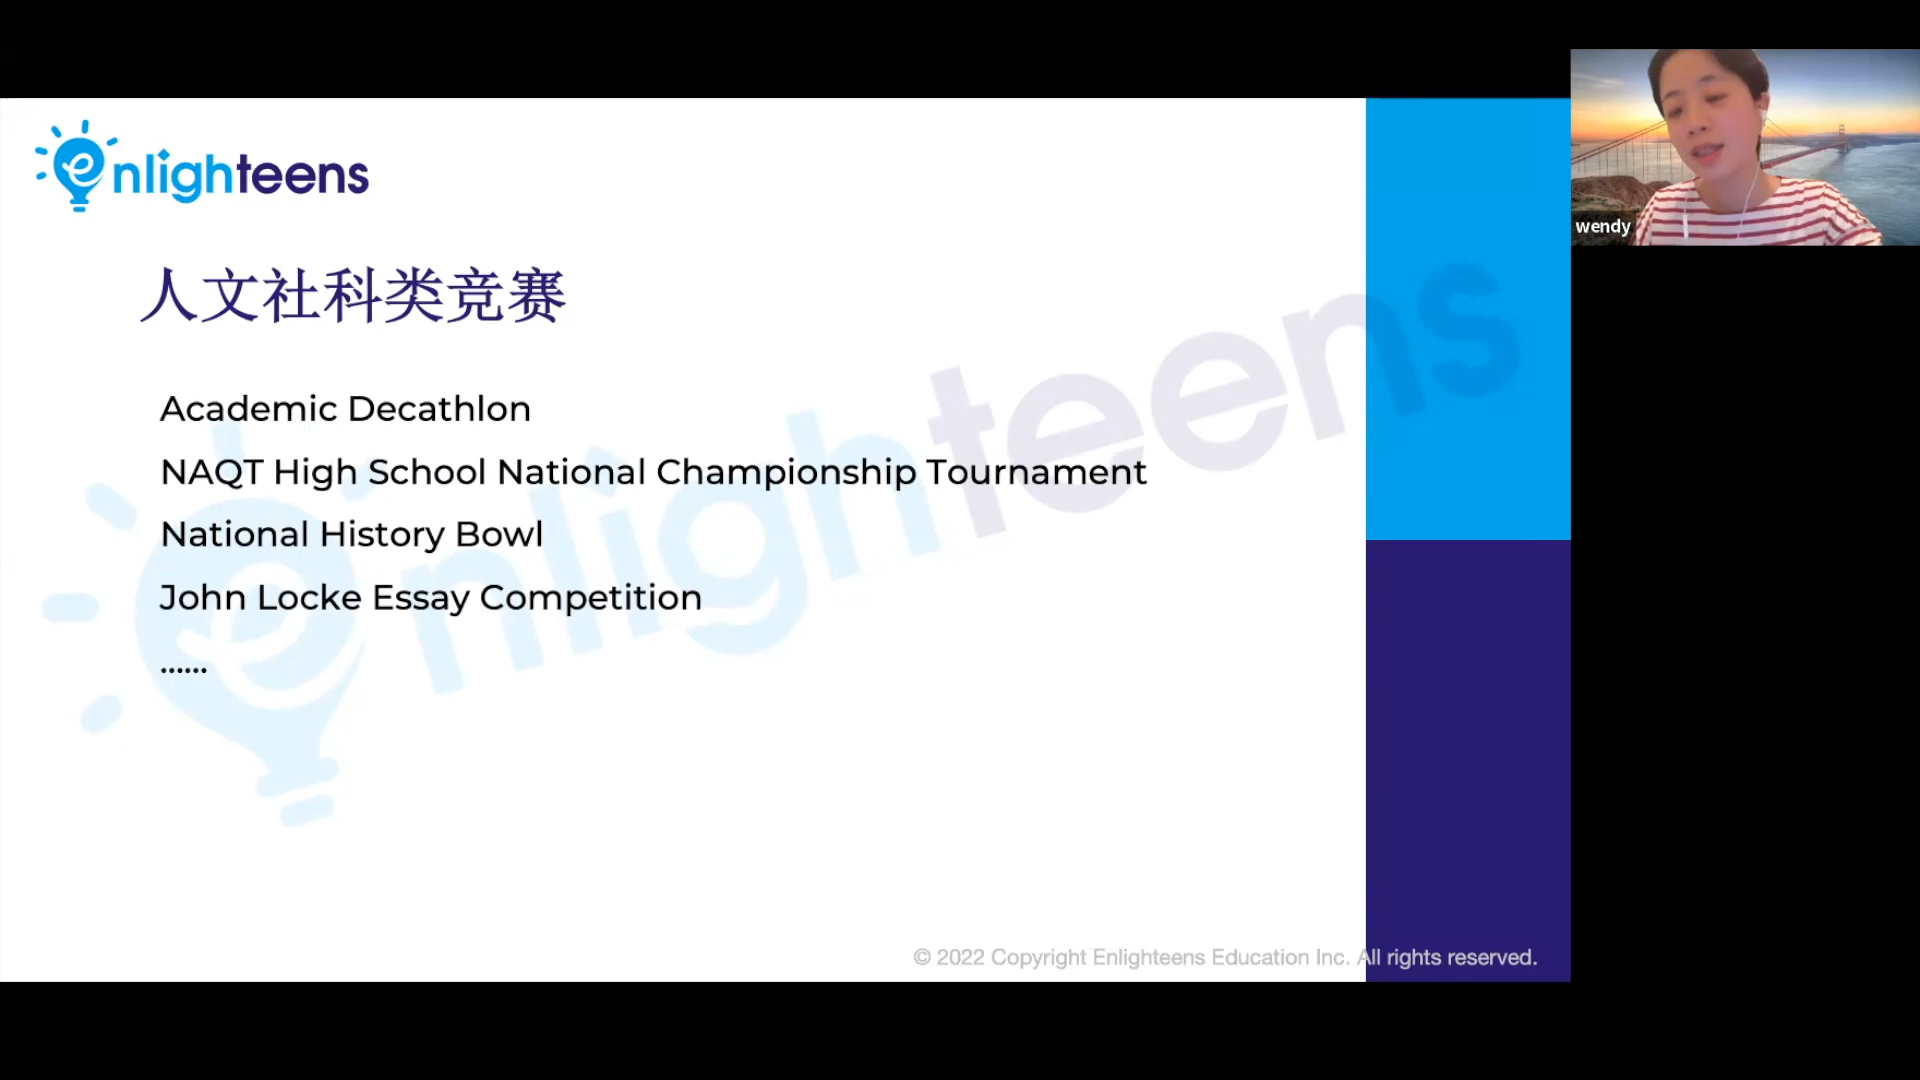 enlighteens
wendy
人文社科类竞赛
Academic Decathlon
NAQT High School National Championship Tournament
National History Bowl
John Locke Essay Competition
......
enlighteens
© 2022 Copyright Enlighteens Education Inc. All rights reserved.